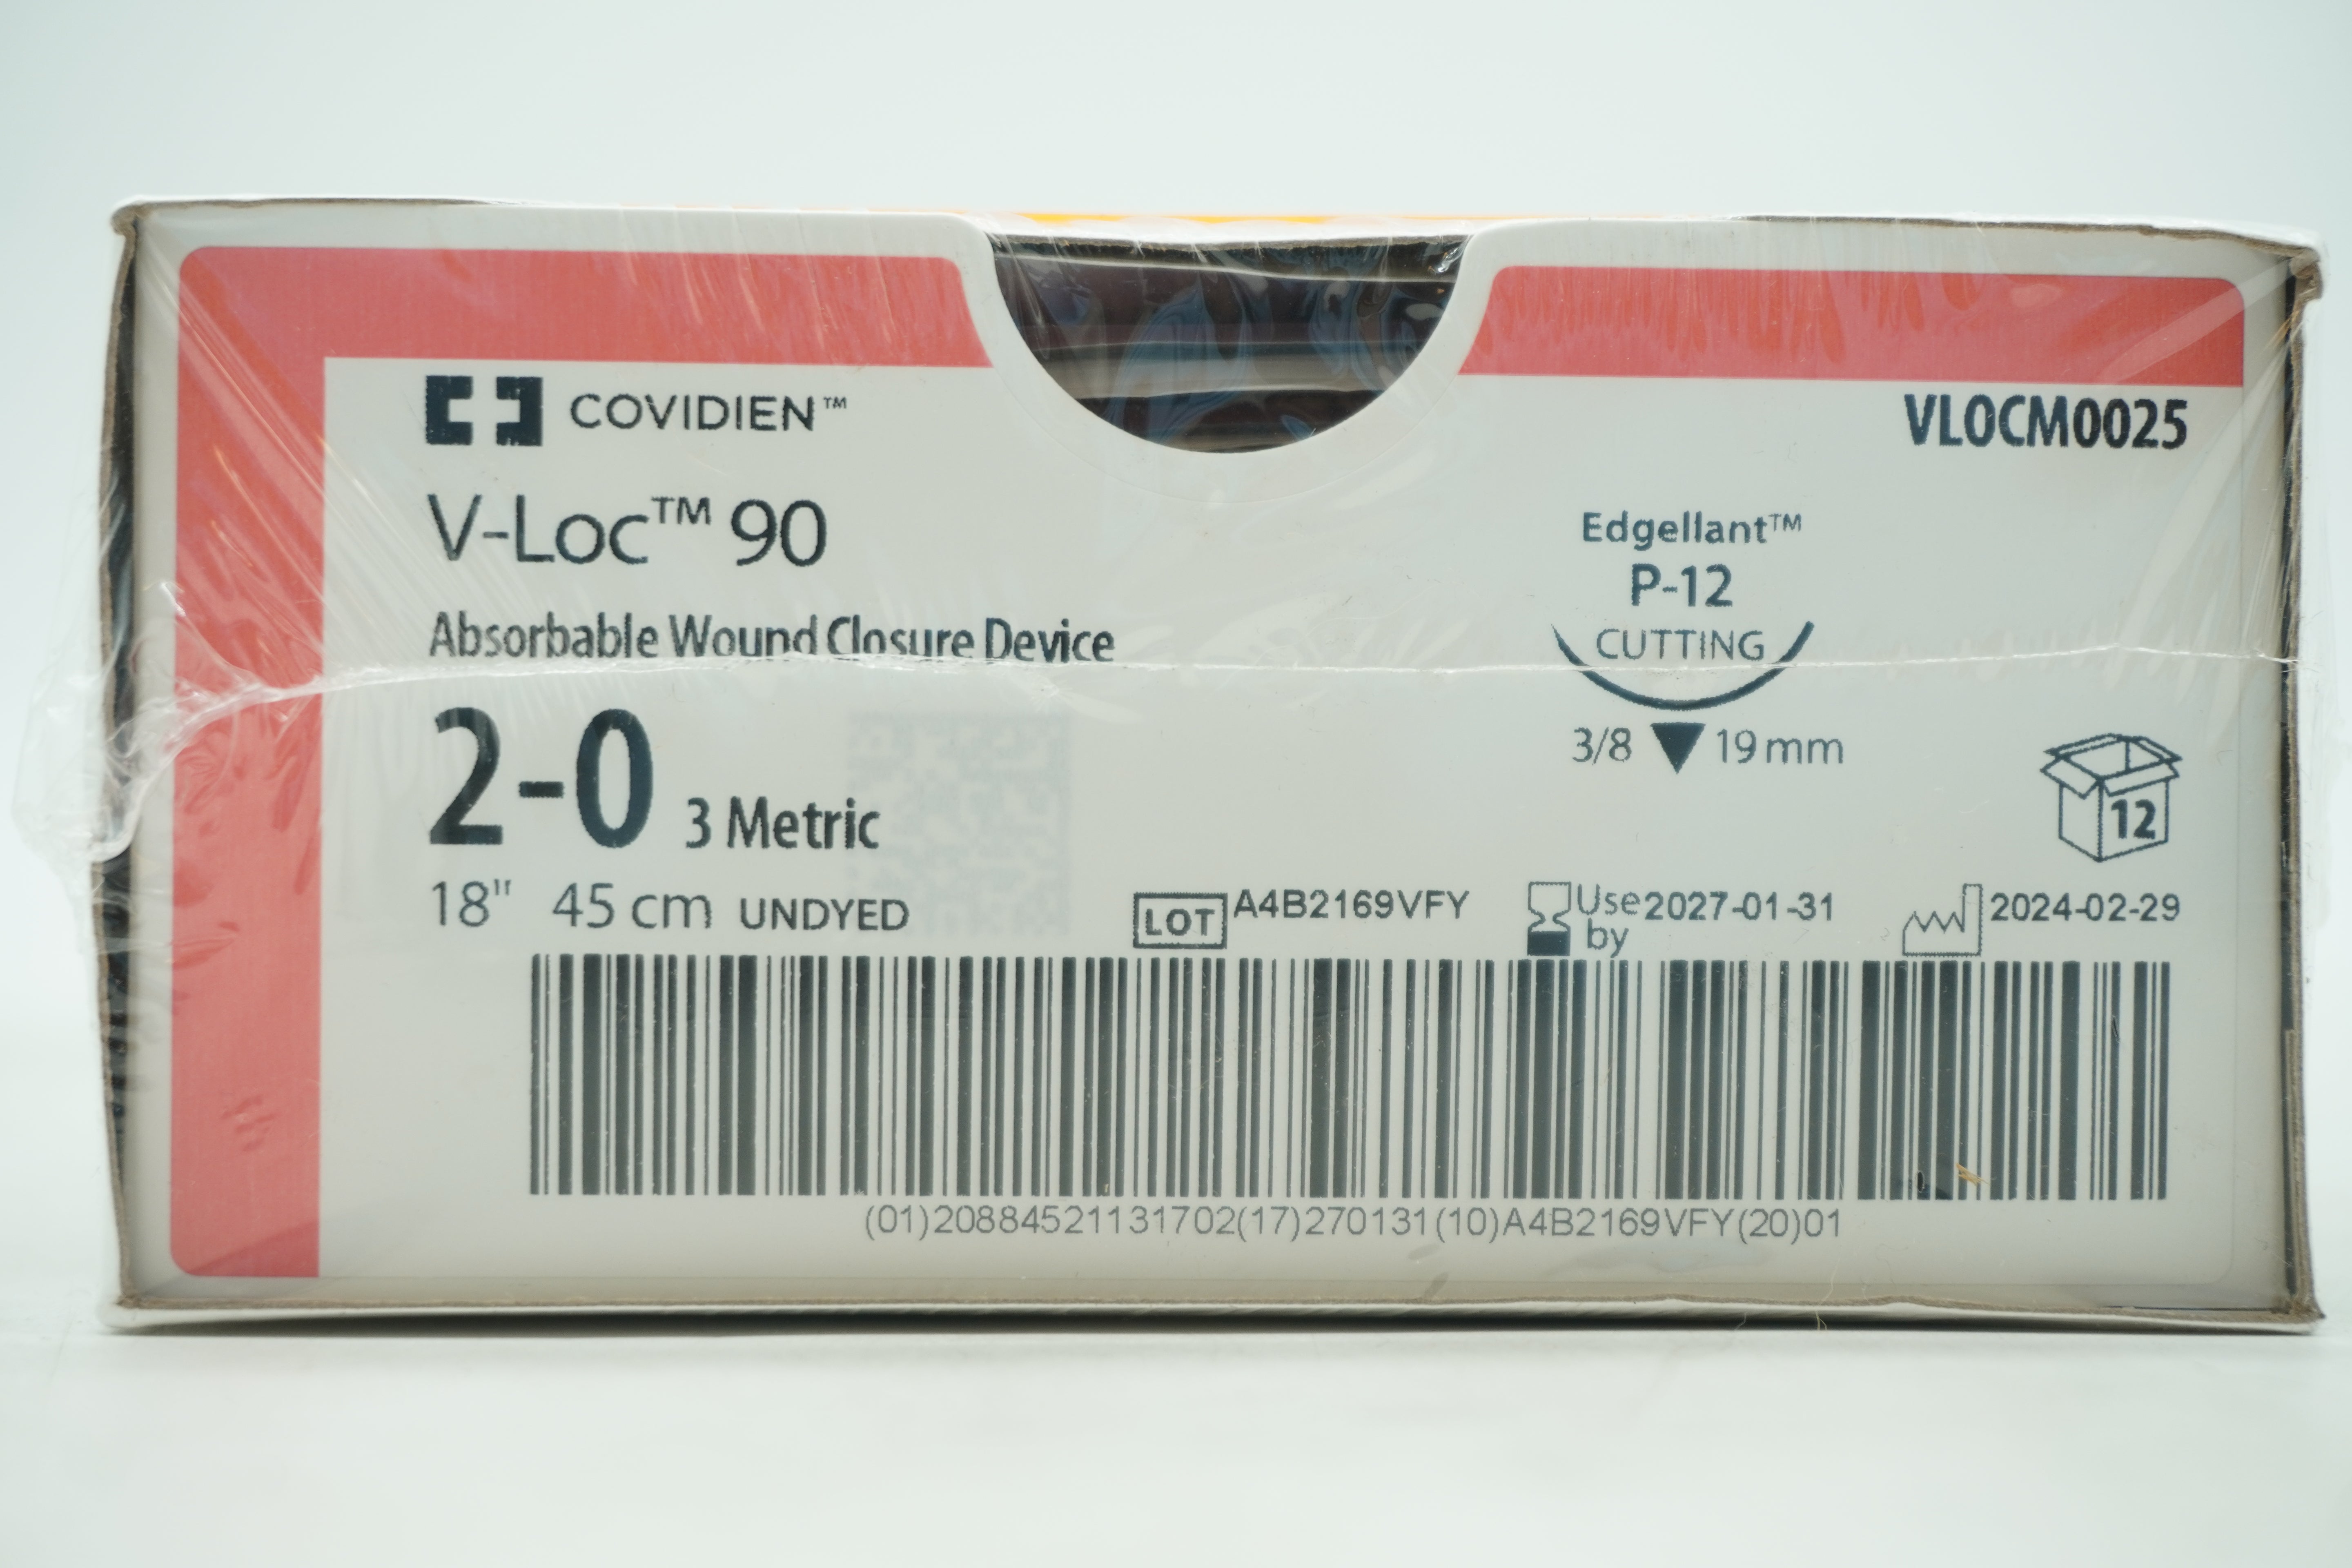 COVIDIEN™
VLOCM0025
V-Loc™ 90
Edgellant™
P-12
CUTTING
Absorbable Wound Closure Device
3/8 19 mm
2-0 3 Metric
12
18" 45 cm UNDYED
LOT A4B2169VFY
Use by 2027-01-31
2024-02-29
(01)20884521131702(17)270131(10)A4B2169VFY(20)01